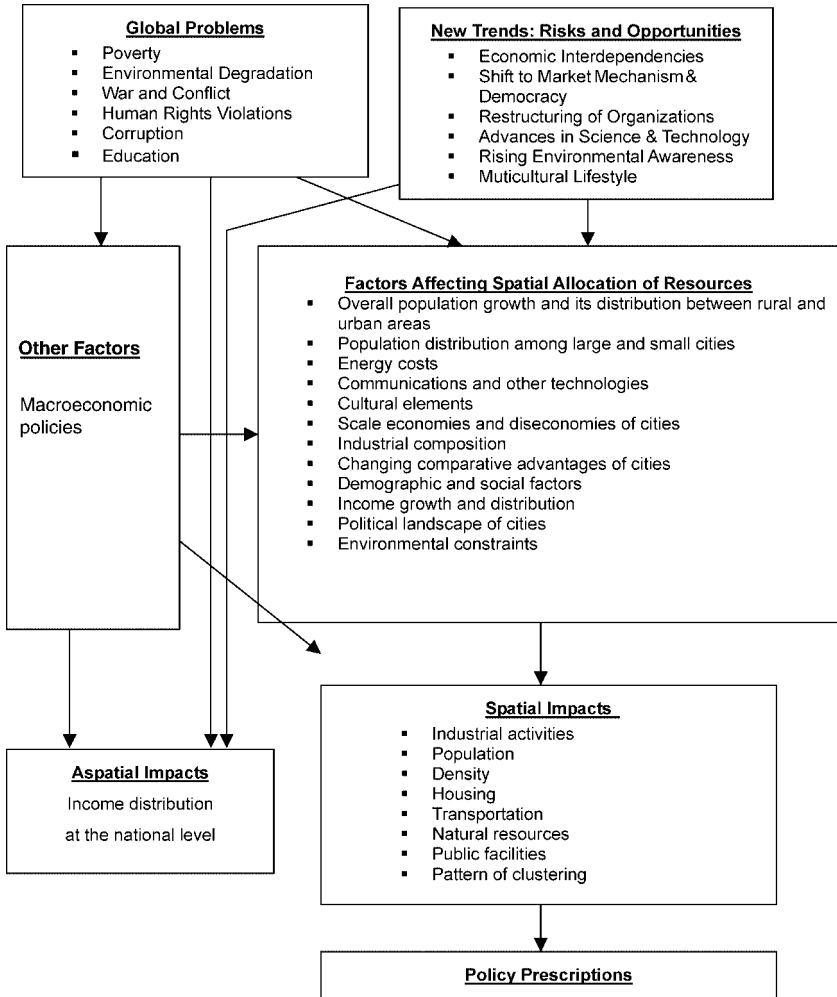 Global Problems
▪ Poverty
▪ Environmental Degradation
▪ War and Conflict
▪ Human Rights Violations
▪ Corruption
▪ Education
New Trends: Risks and Opportunities
▪ Economic Interdependencies
▪ Shift to Market Mechanism &
Democracy
▪ Restructuring of Organizations
▪ Advances in Science & Technology
▪ Rising Environmental Awareness
▪ Muticultural Lifestyle
Other Factors
Macroeconomic
policies
Factors Affecting Spatial Allocation of Resources
▪ Overall population growth and its distribution between rural and
urban areas
▪ Population distribution among large and small cities
▪ Energy costs
▪ Communications and other technologies
▪ Cultural elements
▪ Scale economies and diseconomies of cities
▪ Industrial composition
▪ Changing comparative advantages of cities
▪ Demographic and social factors
▪ Income growth and distribution
▪ Political landscape of cities
▪ Environmental constraints
Aspatial Impacts
Income distribution
at the national level
Spatial Impacts
▪ Industrial activities
▪ Population
▪ Density
▪ Housing
▪ Transportation
▪ Natural resources
▪ Public facilities
▪ Pattern of clustering
Policy Prescriptions